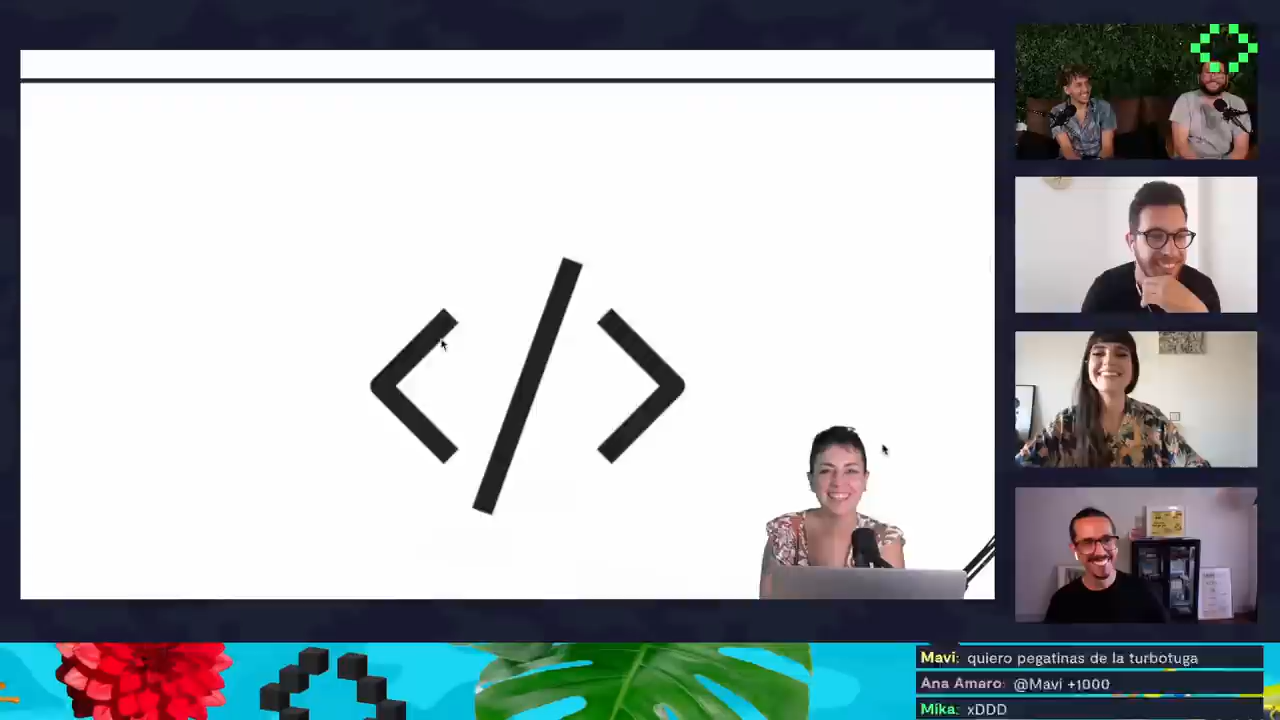 </>
Mavi: quiero pegatinas de la turbotuga
Ana Amaro: @Mavi +1000
Mika: xDDD